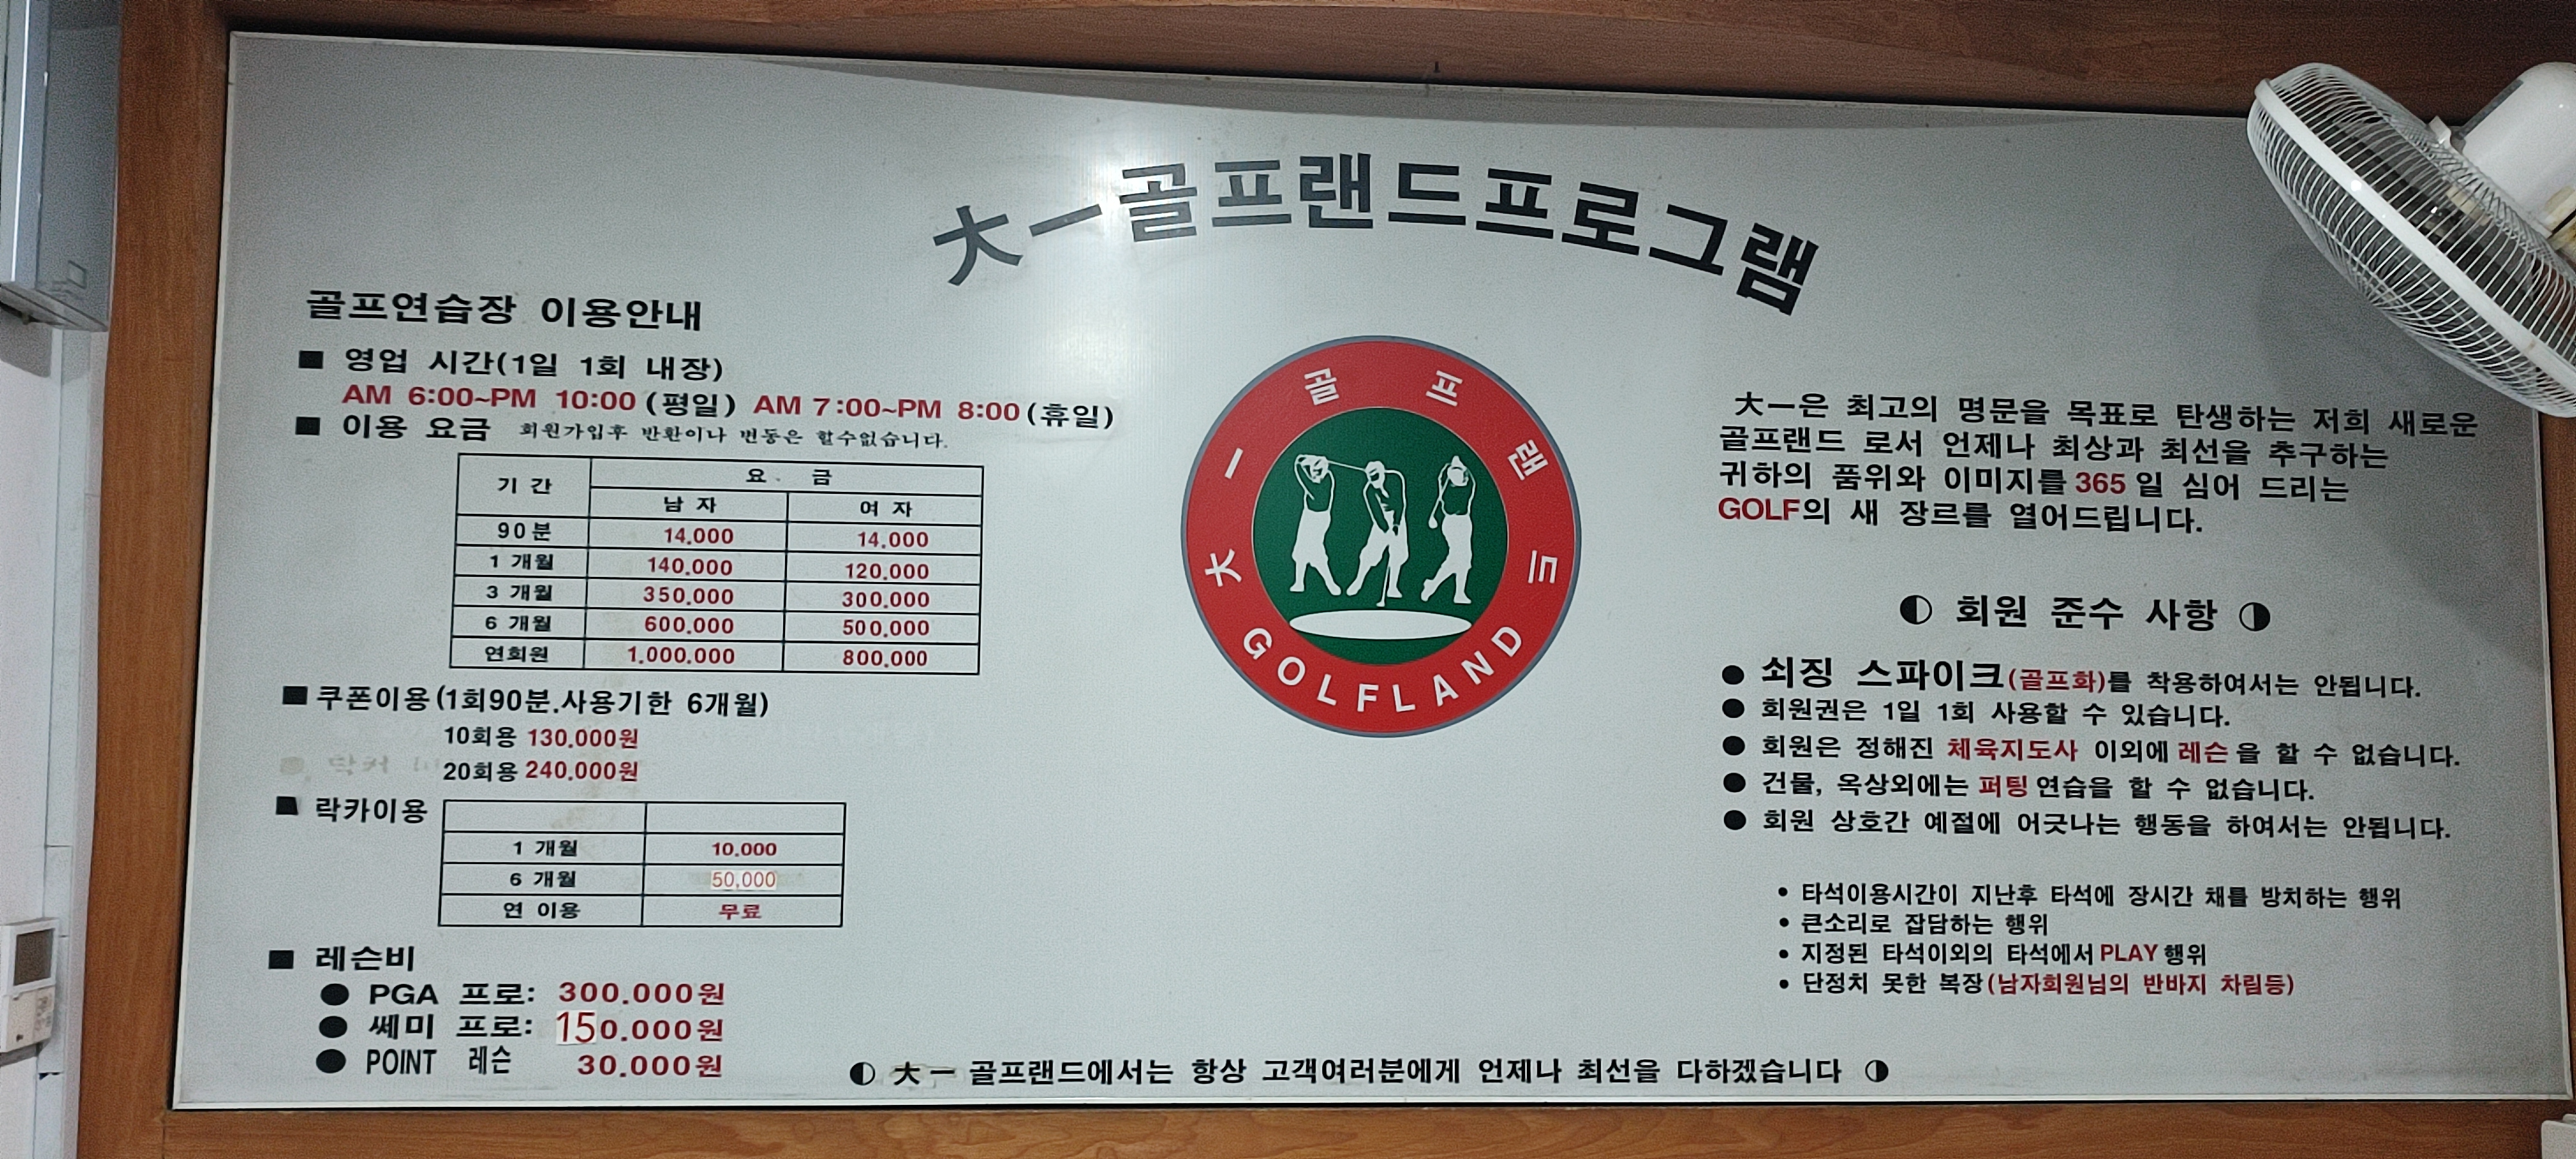 大一골프랜드프로그램
골프연습장 이용안내
■ 영업 시간(1일 1회 내장)
AM 6:00~PM 10:00 (평일) AM 7:00~PM 8:00 (휴일)
■ 이용 요금 회원가입후 반환이나 변동은 할수없습니다.
기 간 요 . 금
남 자 여 자
90분 14.000 14.000
1 개월 140.000 120.000
3 개월 350.000 300.000
6 개월 600.000 500.000
연회원 1.000.000 800.000
■ 쿠폰이용(1회90분.사용기한 6개월)
10회용 130.000원
20회용 240.000원
■ 락카이용
1 개월 10.000
6 개월 50,000
연 이용 무료
■ 레슨비
● PGA 프로: 300.000원
● 쎄미 프로: 150.000원
● POINT 레슨 30.000원
大一골프랜드
GOLFLAND
大一은 최고의 명문을 목표로 탄생하는 저희 새로운
골프랜드 로서 언제나 최상과 최선을 추구하는
귀하의 품위와 이미지를 365 일 심어 드리는
GOLF의 새 장르를 열어드립니다.
◐ 회원 준수 사항 ◑
● 쇠징 스파이크(골프화)를 착용하여서는 안됩니다.
● 회원권은 1일 1회 사용할 수 있습니다.
● 회원은 정해진 체육지도사 이외에 레슨을 할 수 없습니다.
● 건물, 옥상외에는 퍼팅 연습을 할 수 없습니다.
● 회원 상호간 예절에 어긋나는 행동을 하여서는 안됩니다.
• 타석이용시간이 지난후 타석에 장시간 채를 방치하는 행위
• 큰소리로 잡담하는 행위
• 지정된 타석이외의 타석에서 PLAY 행위
• 단정치 못한 복장(남자회원님의 반바지 차림등)
◐ 大一 골프랜드에서는 항상 고객여러분에게 언제나 최선을 다하겠습니다 ◑